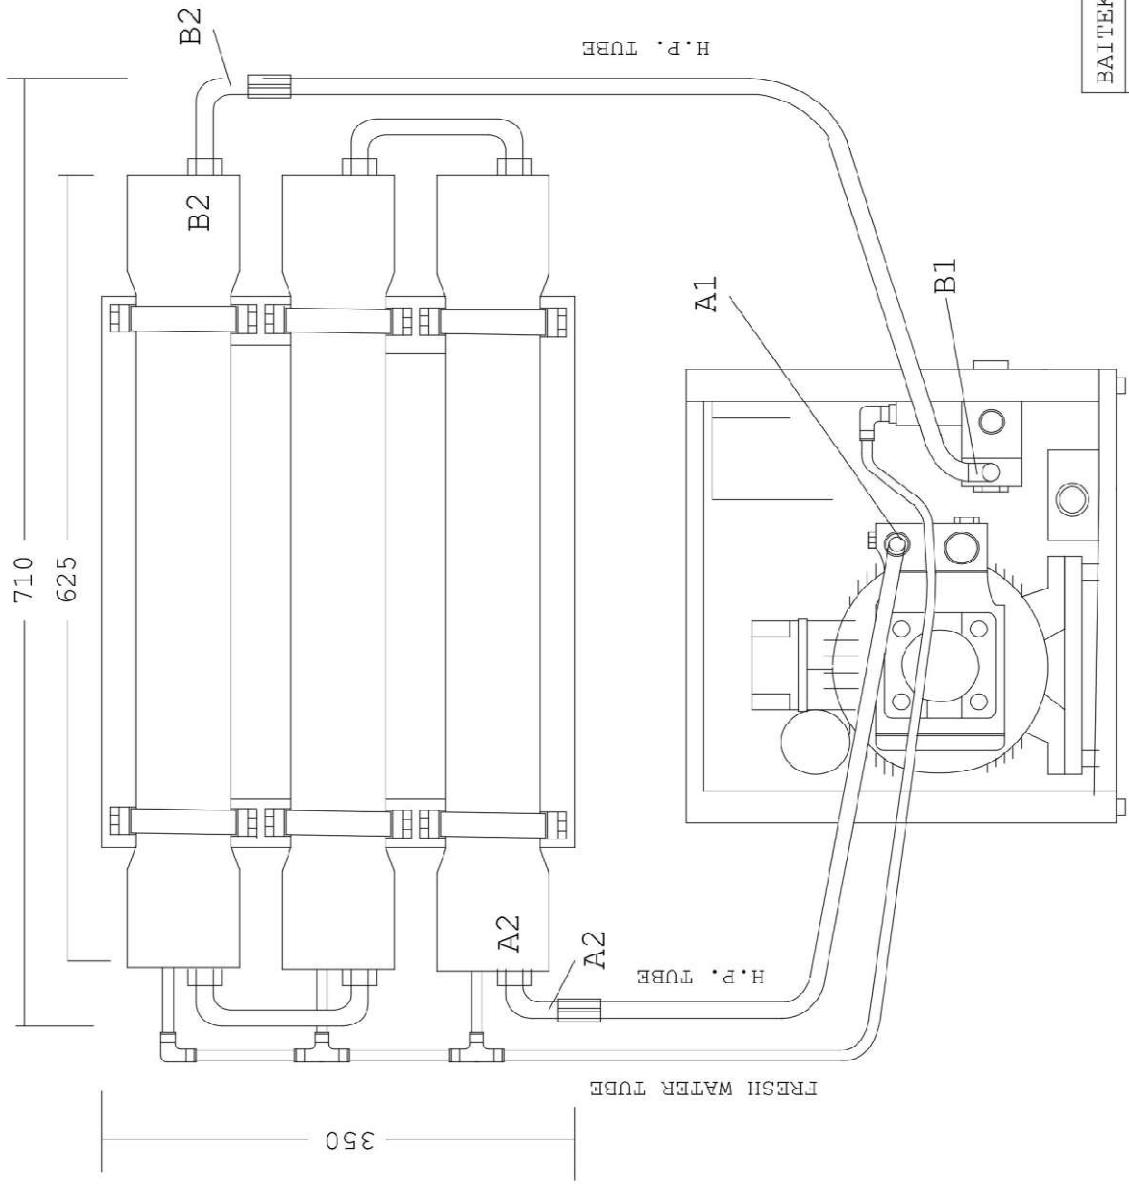 B2
H.P. TUBE
BAITEK
B2
A1
B1
710
625
A2
A2
H.P. TUBE
FRESH WATER TUBE
350